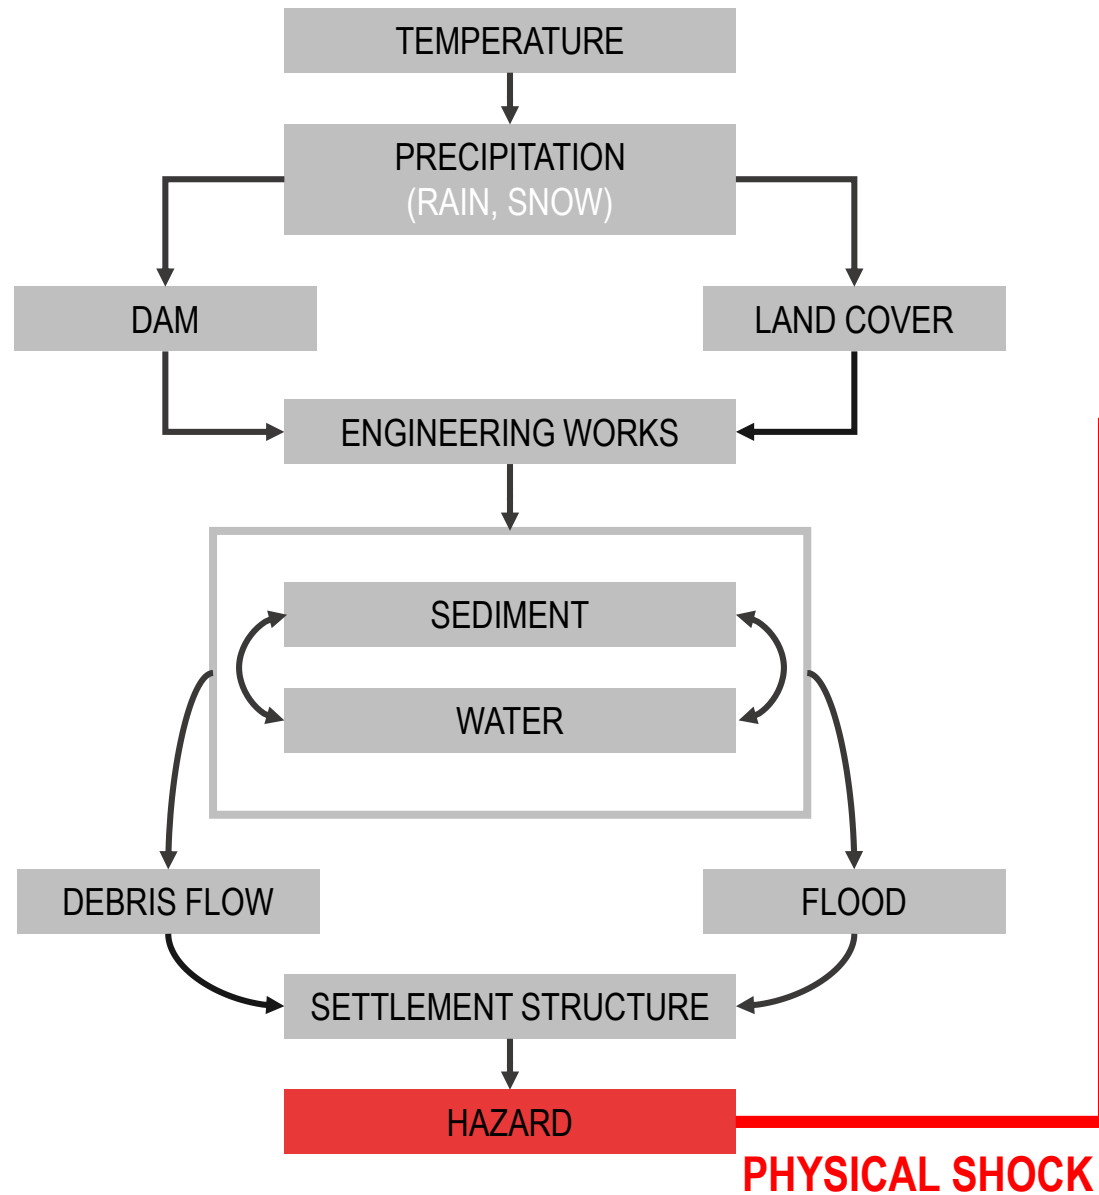 TEMPERATURE
PRECIPITATION
(RAIN, SNOW)
DAM
LAND COVER
ENGINEERING WORKS
SEDIMENT
WATER
DEBRIS FLOW
FLOOD
SETTLEMENT STRUCTURE
HAZARD
PHYSICAL SHOCK